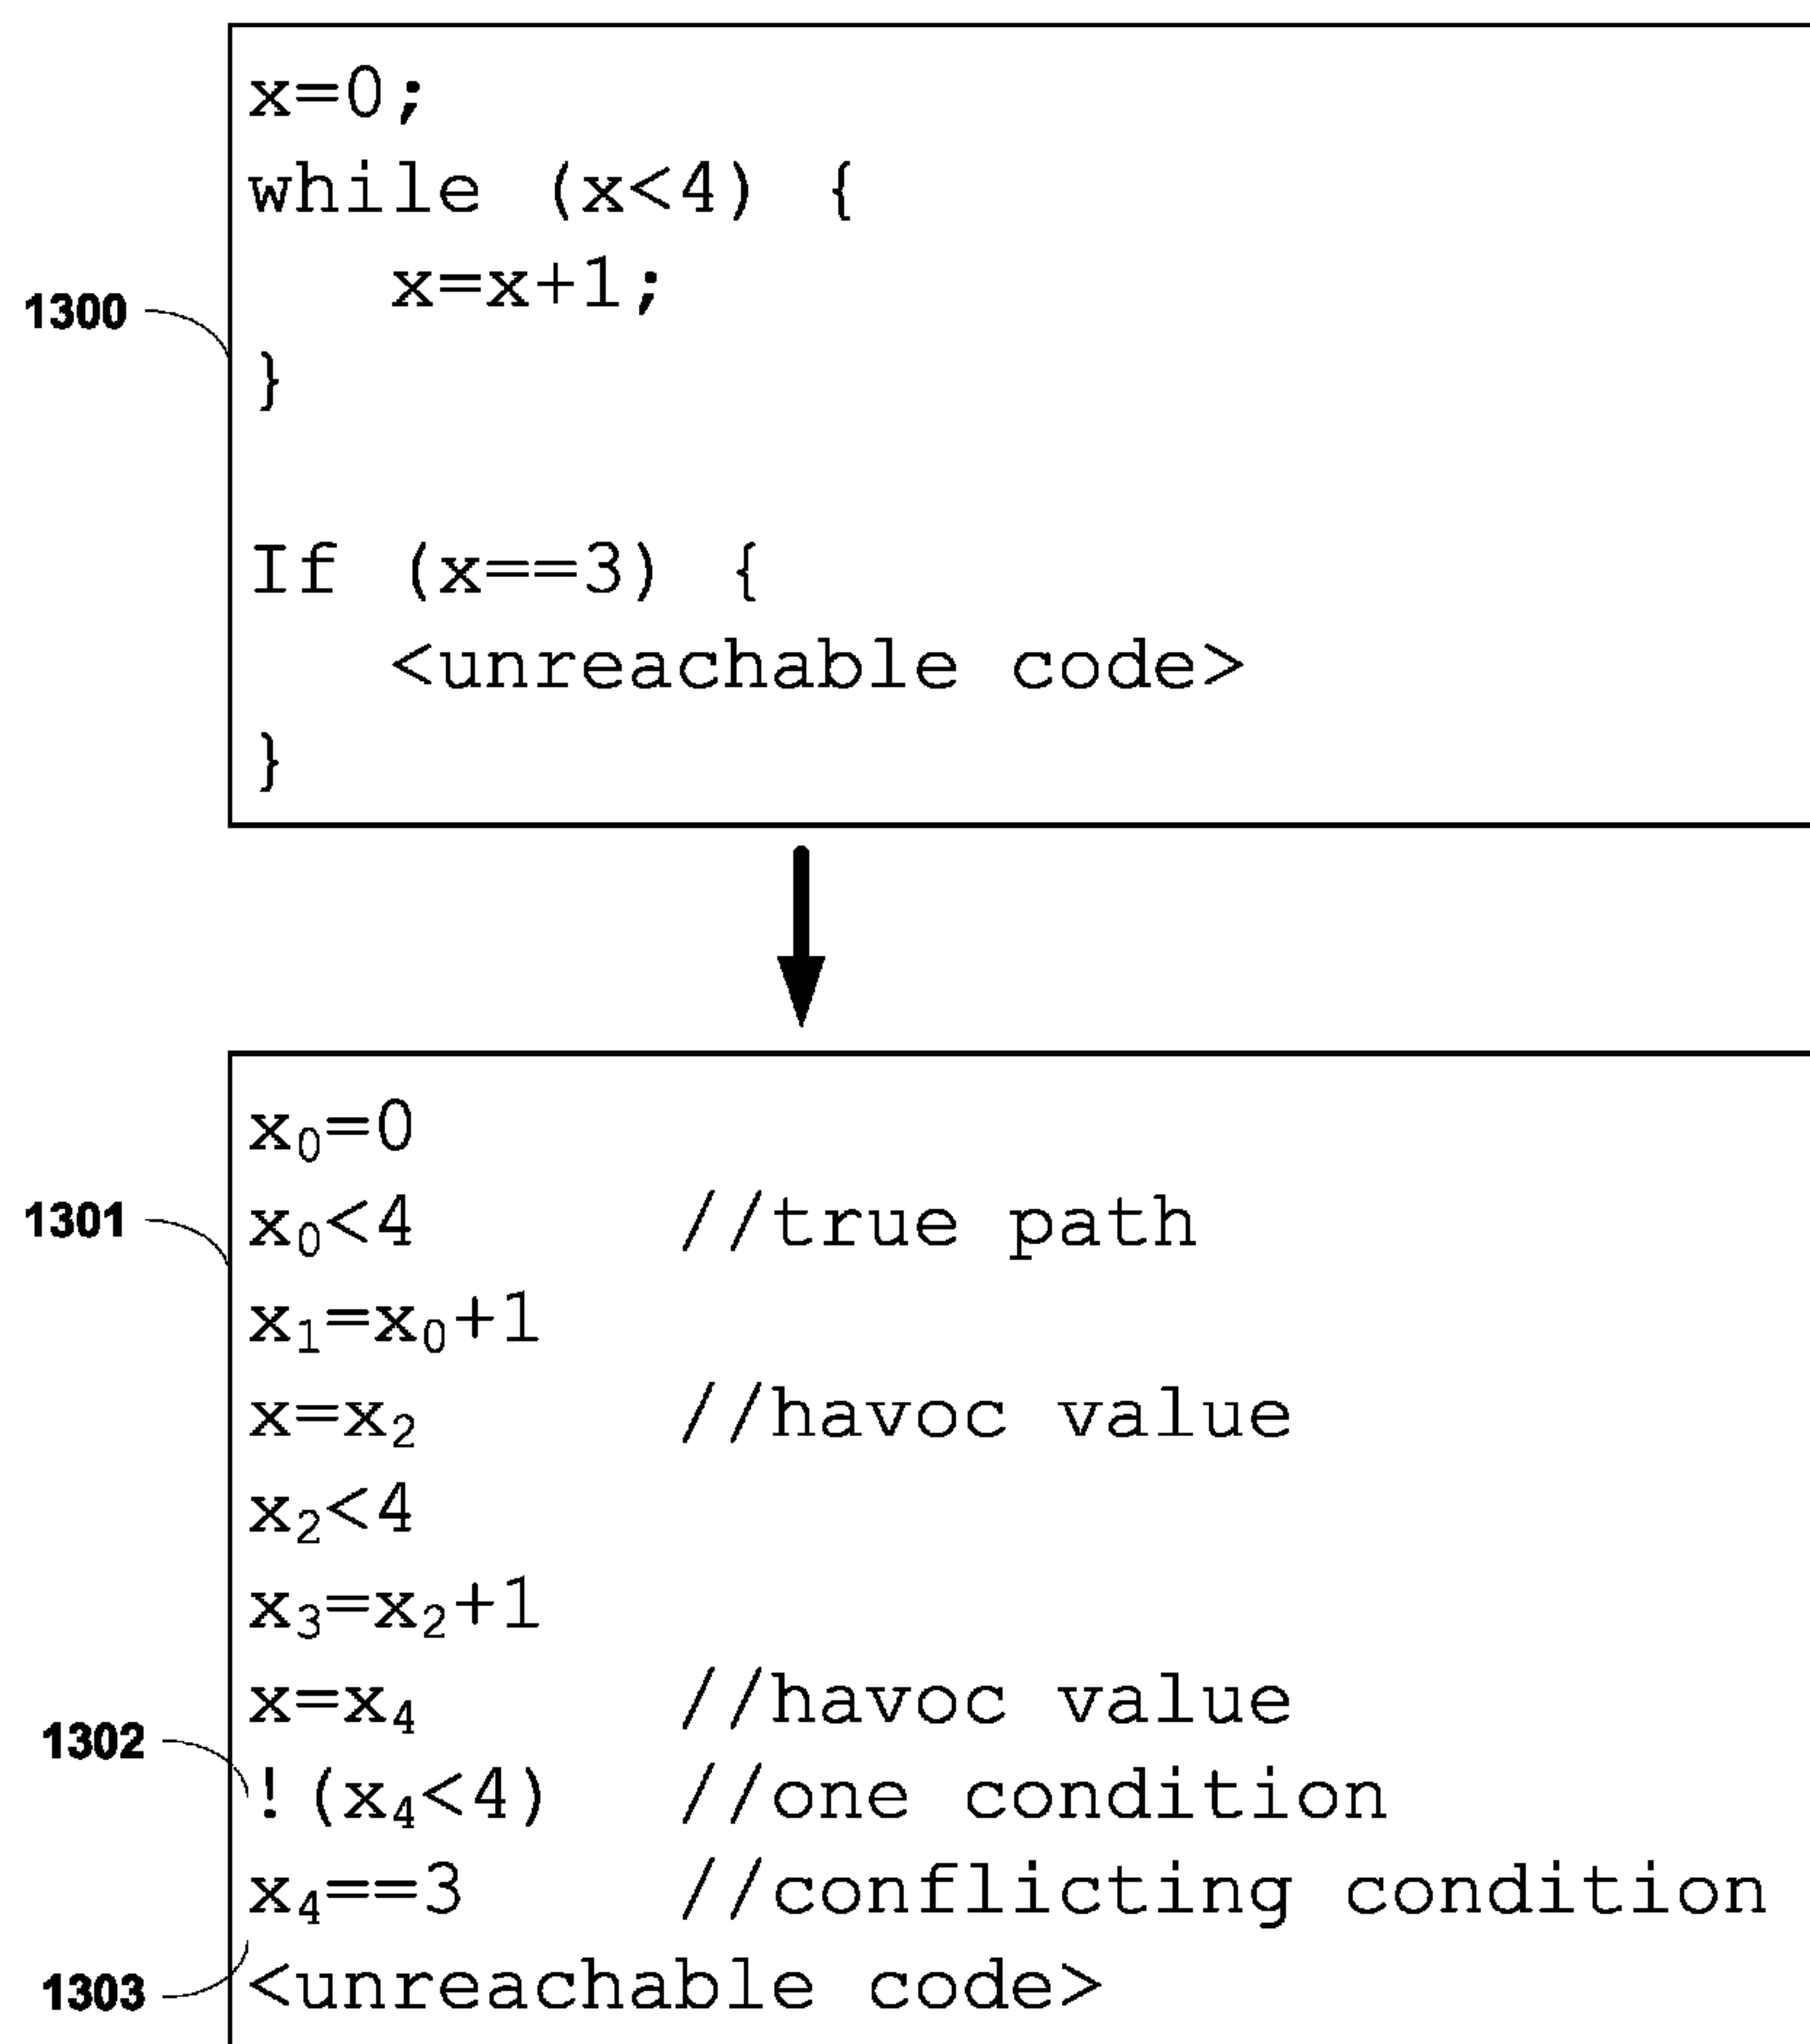 x=0;
while (x<4) {
x=x+1;
1300
}
If (x==3) {
<unreachable code>
}
x₀=0
1301
x₀<4 //true path
x₁=x₀+1
x=x₂ //havoc value
x₂<4
x₃=x₂+1
x=x₄ //havoc value
1302
!(x₄<4) //one condition
x₄==3 //conflicting condition
1303
<unreachable code>